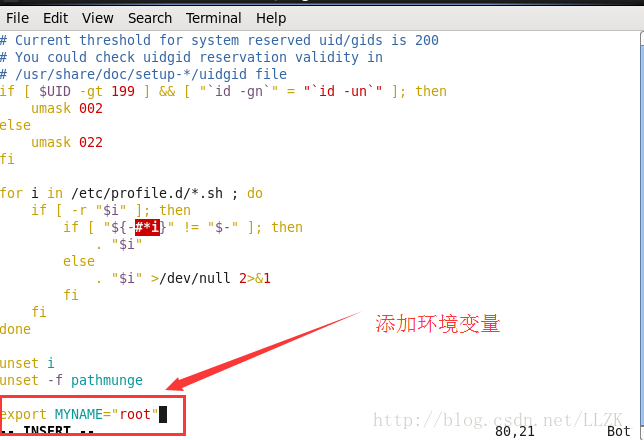 File Edit View Search Terminal Help
# Current threshold for system reserved uid/gids is 200
# You could check uidgid reservation validity in
# /usr/share/doc/setup-*/uidgid file
if [ $UID -gt 199 ] && [ "`id -gn`" = "`id -un`" ]; then
    umask 002
else
    umask 022
fi

for i in /etc/profile.d/*.sh ; do
    if [ -r "$i" ]; then
        if [ "${-#*i}" != "$-" ]; then
            . "$i"
        else
            . "$i" >/dev/null 2>&1
        fi
    fi
done

unset i
unset -f pathmunge

export MYNAME="root"
-- INSERT -- 80,21 Bot
添加环境变量
http://blog.csdn.net/LLZK_